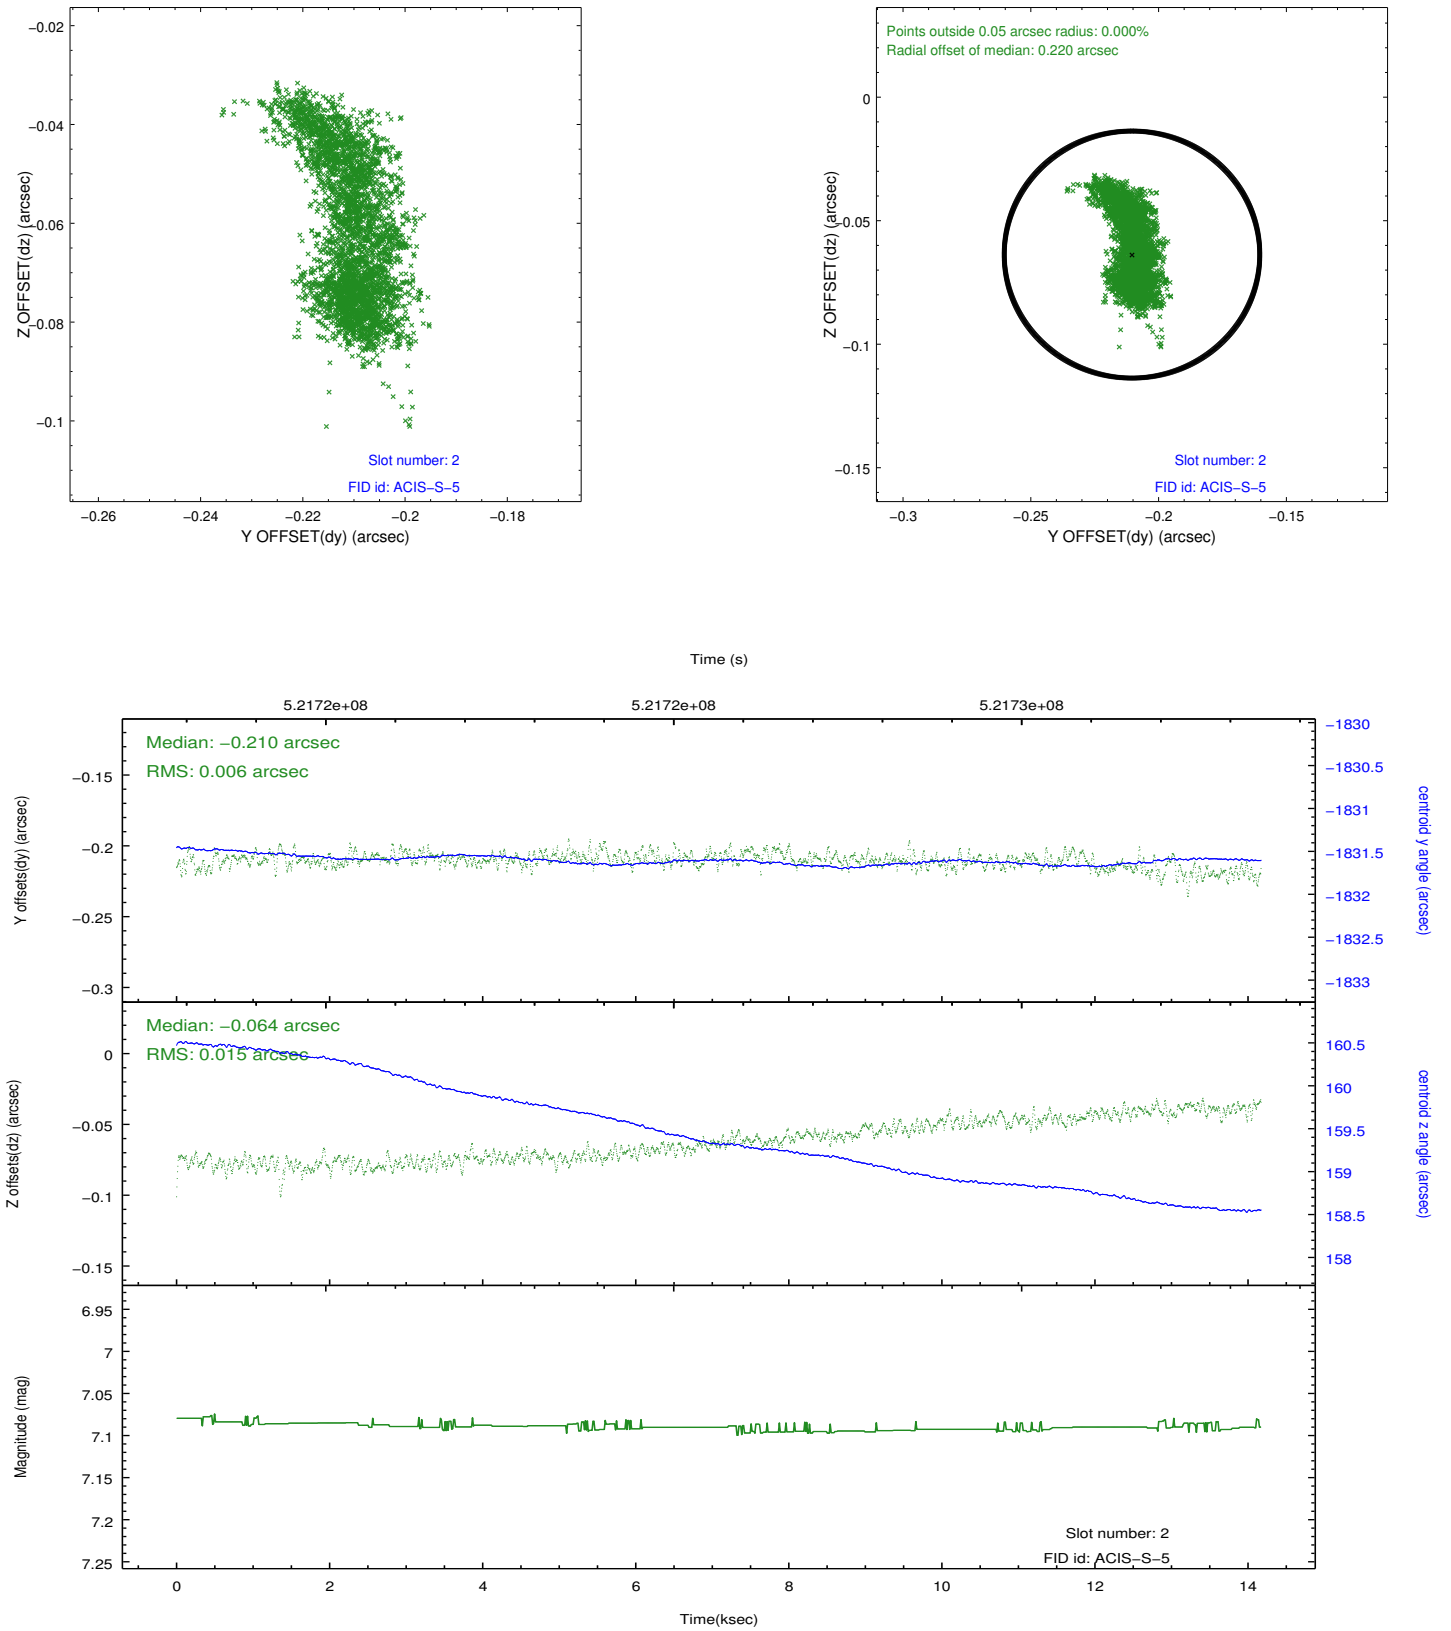 −0.02
−0.04
−0.06
−0.08
−0.1
Z OFFSET(dz) (arcsec)
Slot number: 2
FID id: ACIS−S−5
−0.26
−0.24
−0.22
−0.2
−0.18
Y OFFSET(dy) (arcsec)
Points outside 0.05 arcsec radius: 0.000%
Radial offset of median: 0.220 arcsec
0
−0.05
−0.1
−0.15
Z OFFSET(dz) (arcsec)
Slot number: 2
FID id: ACIS−S−5
−0.3
−0.25
−0.2
−0.15
Y OFFSET(dy) (arcsec)
Time (s)
5.2172e+08
5.2172e+08
5.2173e+08
Median: −0.210 arcsec
RMS: 0.006 arcsec
−0.15
−0.2
−0.25
−0.3
Y offsets(dy) (arcsec)
−1830
−1830.5
−1831
−1831.5
−1832
−1832.5
−1833
centroid y angle (arcsec)
Median: −0.064 arcsec
RMS: 0.015 arcsec
0
−0.05
−0.1
−0.15
Z offsets(dz) (arcsec)
160.5
160
159.5
159
158.5
158
centroid z angle (arcsec)
6.95
7
7.05
7.1
7.15
7.2
7.25
Magnitude (mag)
Slot number: 2
FID id: ACIS−S−5
0
2
4
6
8
10
12
14
Time(ksec)